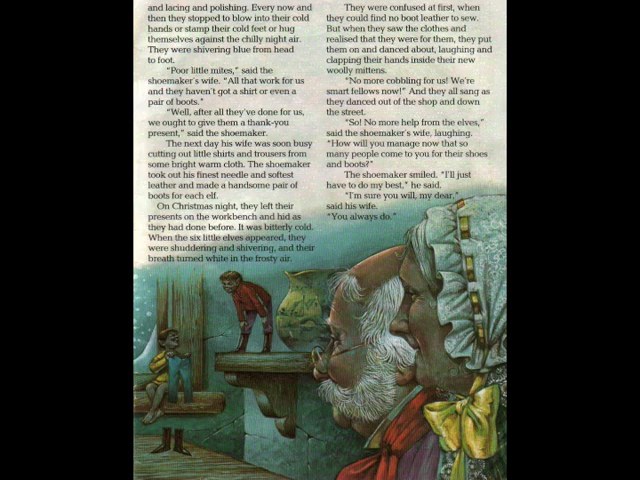 and lacing and polishing. Every now and
then they stopped to blow into their cold
hands or stamp their cold feet or hug
themselves against the chilly night air.
They were shivering blue from head
to foot.
"Poor little mites," said the
shoemaker's wife. "All that work for us
and they haven't got a shirt or even a
pair of boots."
"Well, after all they've done for us,
we ought to give them a thank-you
present," said the shoemaker.
The next day his wife was soon busy
cutting out little shirts and trousers from
some bright warm cloth. The shoemaker
took out his finest needle and softest
leather and made a handsome pair of
boots for each elf.
On Christmas night, they left their
presents on the workbench and hid as
they had done before. It was bitterly cold.
When the six little elves appeared, they
were shuddering and shivering, and their
breath turned white in the frosty air.
They were confused at first, when
they could find no boot leather to sew.
But when they saw the clothes and
realised that they were for them, they put
them on and danced about, laughing and
clapping their hands inside their new
woolly mittens.
"No more cobbling for us! We're
smart fellows now!" And they all sang as
they danced out of the shop and down
the street.
"So! No more help from the elves,"
said the shoemaker's wife, laughing.
"How will you manage now that so
many people come to you for their shoes
and boots?"
The shoemaker smiled, "I'll just
have to do my best," he said.
"I'm sure you will, my dear,"
said his wife.
"You always do."